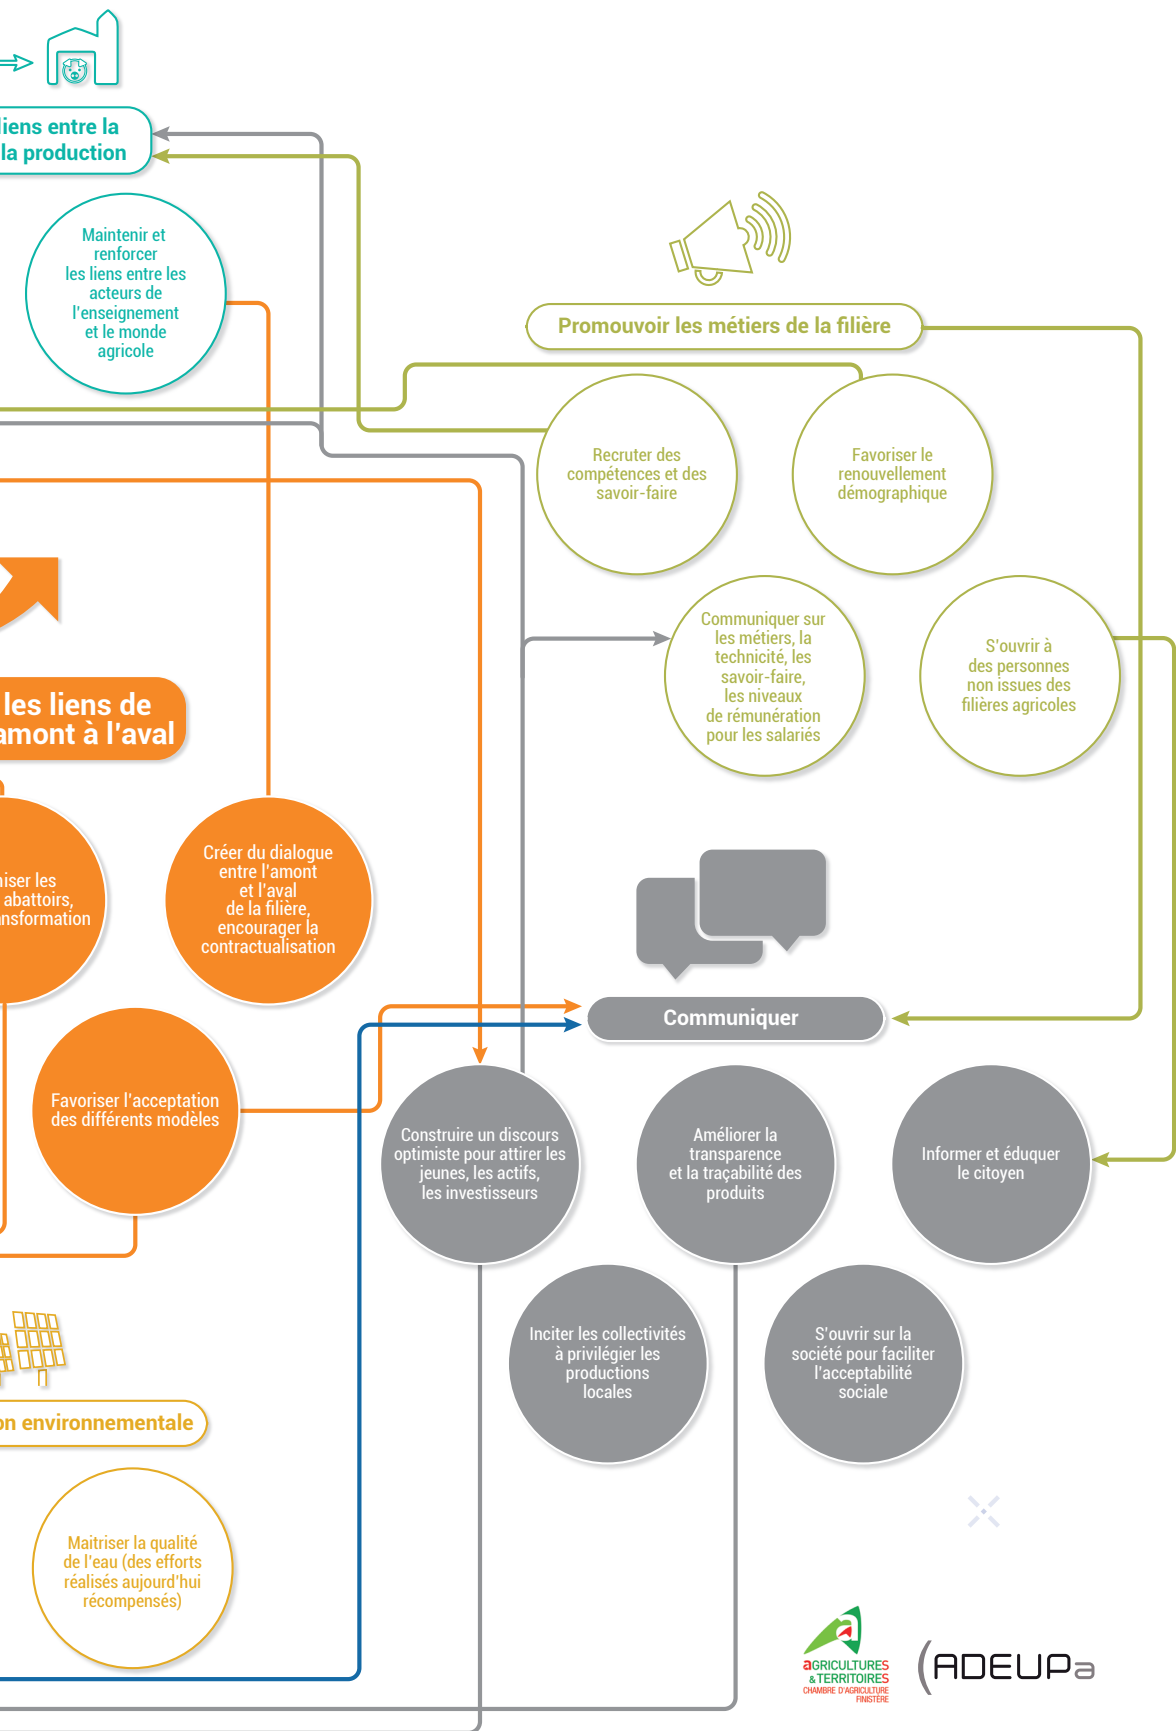 liens entre la
la production
Maintenir et
renforcer
les liens entre les
acteurs de
l'enseignement
et le monde
agricole
Promouvoir les métiers de la filière
Recruter des
compétences et des
savoir-faire
Favoriser le
renouvellement
démographique
Communiquer sur
les métiers, la
technicité, les
savoir-faire,
les niveaux
de rémunération
pour les salariés
S'ouvrir à
des personnes
non issues des
filières agricoles
les liens de
amont à l'aval
iser les
abattoirs,
nsformation
Créer du dialogue
entre l'amont
et l'aval
de la filière,
encourager la
contractualisation
Favoriser l'acceptation
des différents modèles
Communiquer
Construire un discours
optimiste pour attirer les
jeunes, les actifs,
les investisseurs
Améliorer la
transparence
et la traçabilité des
produits
Informer et éduquer
le citoyen
Inciter les collectivités
à privilégier les
productions
locales
S'ouvrir sur la
société pour faciliter
l'acceptabilité
sociale
on environnementale
Maitriser la qualité
de l'eau (des efforts
réalisés aujourd'hui
récompensés)
aGRICULTURES
&TERRITOIRES
CHAMBRE D'AGRICULTURE
FINISTÈRE
ADEUPa